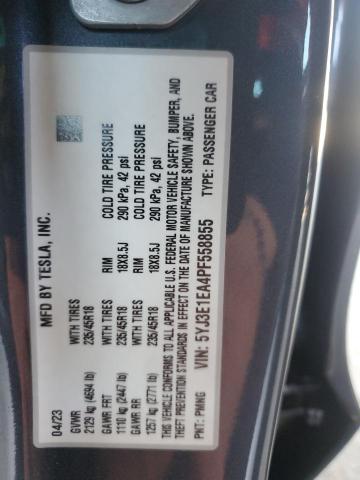 MFD BY TESLA, INC.
04/23
GVWR
2129 kg (4694 lb)
GAWR FRT WITH TIRES RIM COLD TIRE PRESSURE
1110 kg (2447 lb) 235/45R18 18X8.5J 290 kPa, 42 psi
GAWR RR WITH TIRES RIM COLD TIRE PRESSURE
1257 kg (2771 lb) 235/45R18 18X8.5J 290 kPa, 42 psi
THIS VEHICLE CONFORMS TO ALL APPLICABLE U.S. FEDERAL MOTOR VEHICLE SAFETY, BUMPER, AND
THEFT PREVENTION STANDARDS IN EFFECT ON THE DATE OF MANUFACTURE SHOWN ABOVE.
PNT: PMNG VIN: 5YJ3E1EA4PF558855 TYPE: PASSENGER CAR